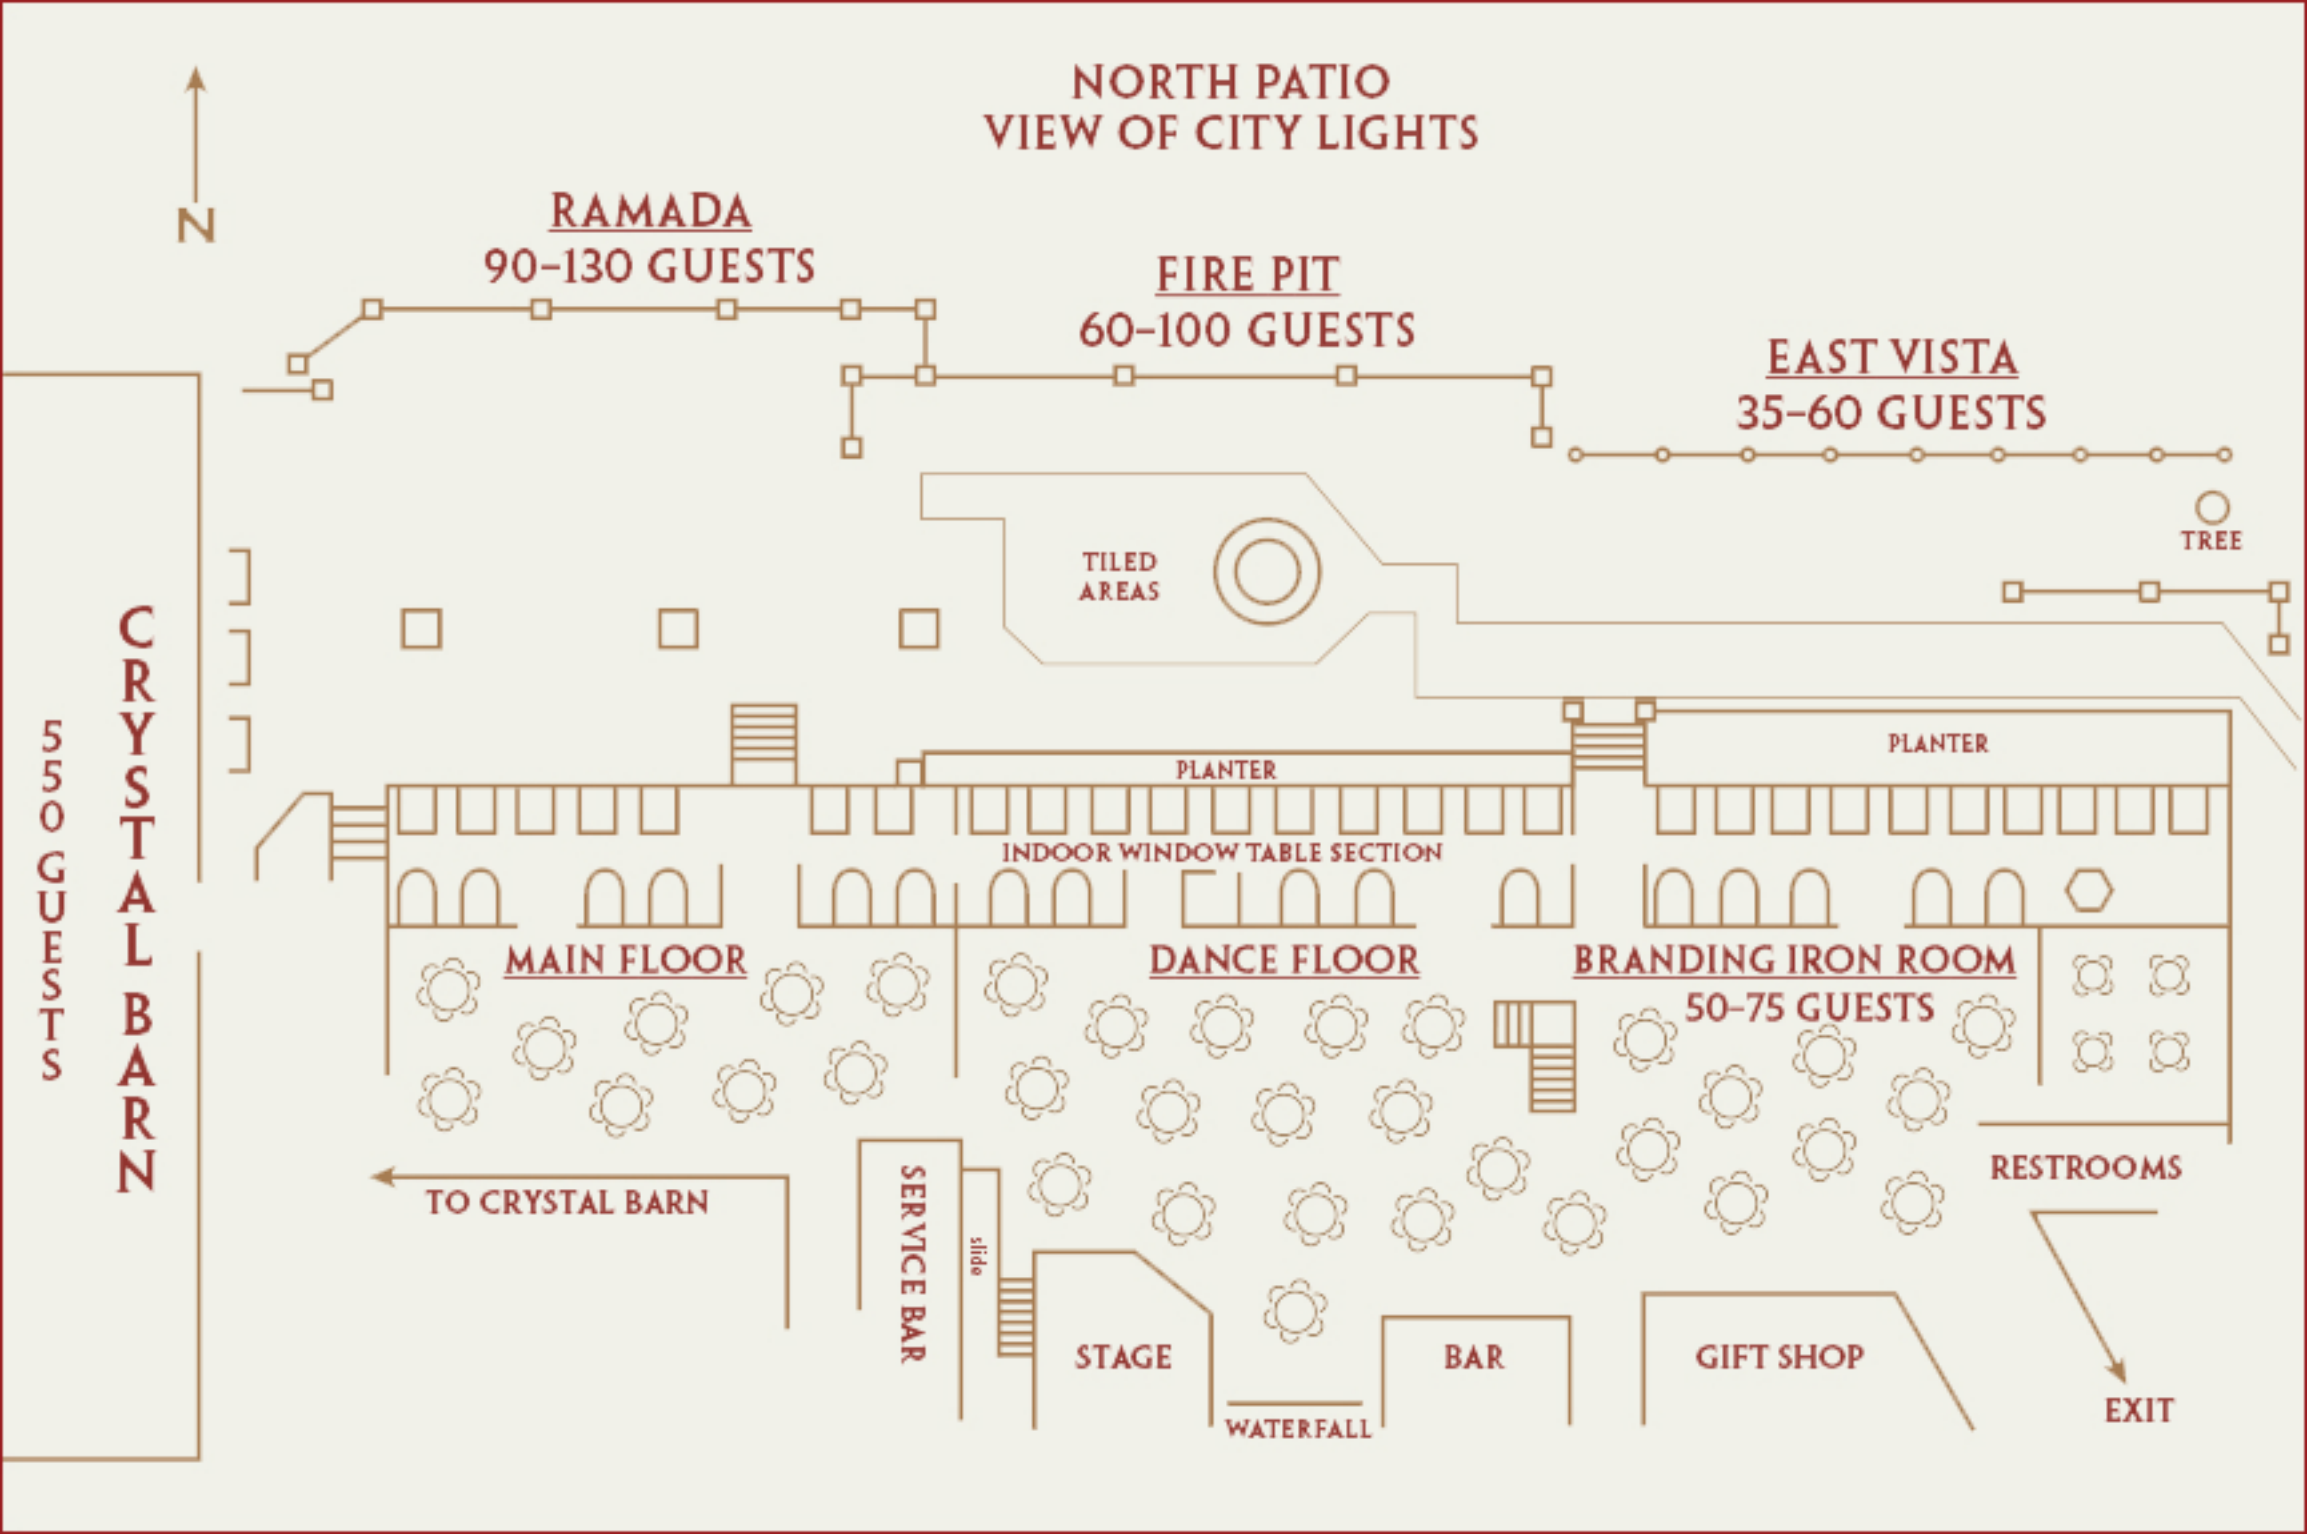 NORTH PATIO
VIEW OF CITY LIGHTS
N
RAMADA
90-130 GUESTS
FIRE PIT
60-100 GUESTS
EAST VISTA
35-60 GUESTS
TREE
TILED
AREAS
CRYSTAL BARN
550 GUESTS
PLANTER
PLANTER
INDOOR WINDOW TABLE SECTION
MAIN FLOOR
DANCE FLOOR
BRANDING IRON ROOM
50-75 GUESTS
RESTROOMS
TO CRYSTAL BARN
SERVICE BAR
slide
STAGE
BAR
GIFT SHOP
WATERFALL
EXIT